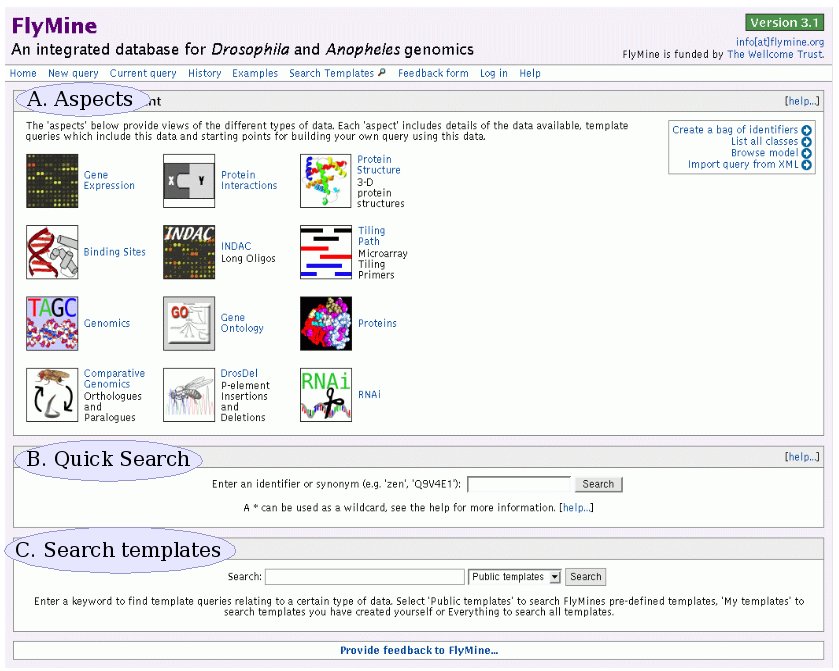 FlyMine
Version 3.1
An integrated database for Drosophila and Anopheles genomics
info[at]flymine.org
FlyMine is funded by The Wellcome Trust.
Home New query Current query History Examples Search Templates Feedback form Log in Help
A. Aspects nt
[help...]
The 'aspects' below provide views of the different types of data. Each 'aspect' includes details of the data available, template
queries which include this data and starting points for building your own query using this data.
Create a bag of identifiers
List all classes
Browse model
Import query from XML
Gene
Expression
X Y
Protein
Interactions
Protein
Structure
3-D
protein
structures
Binding Sites
INDAC
INDAC
Long Oligos
Tiling
Path
Microarray
Tiling
Primers
TAGC
Genomics
GO
Gene
Ontology
Proteins
Comparative
Genomics
Orthologues
and
Paralogues
DrosDel
P-element
Insertions
and
Deletions
RNAi
RNAi
B. Quick Search
[help...]
Enter an identifier or synonym (e.g. 'zen', 'Q9V4E1'): Search
A * can be used as a wildcard, see the help for more information. [help...]
C. Search templates
Search: Public templates Search
Enter a keyword to find template queries relating to a certain type of data. Select 'Public templates' to search FlyMines pre-defined templates, 'My templates' to
search templates you have created yourself or Everything to search all templates.
Provide feedback to FlyMine...